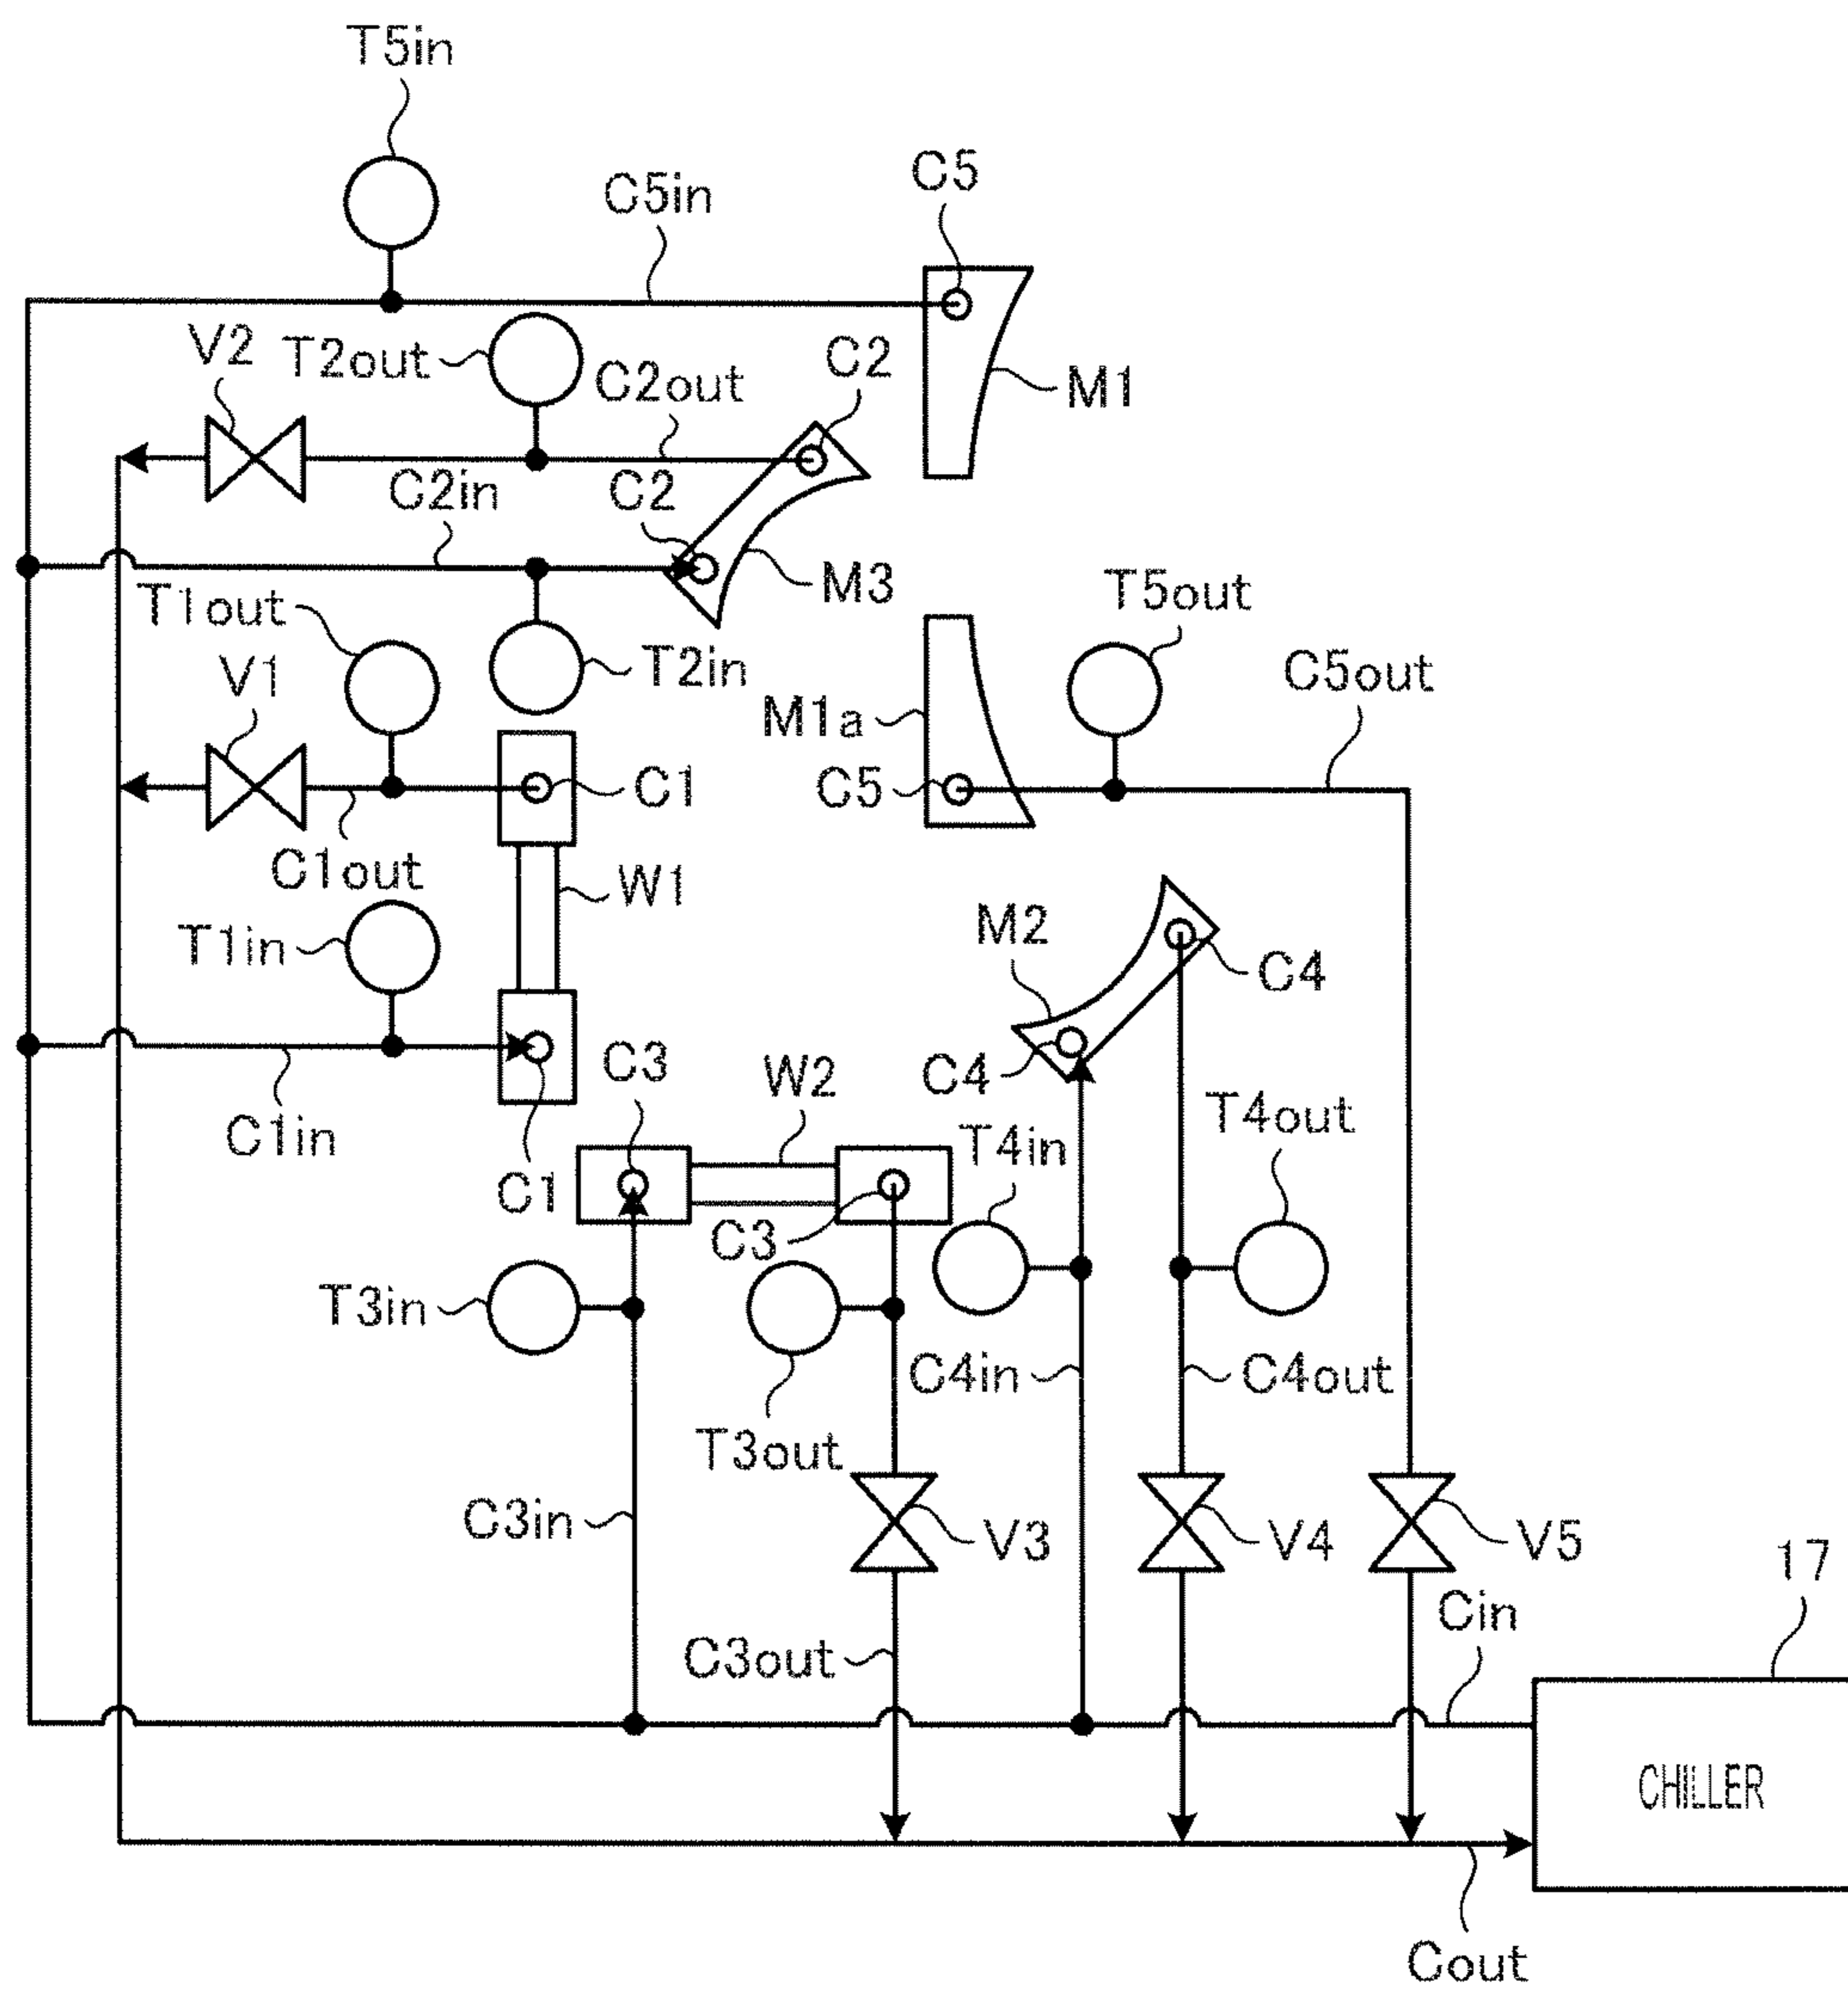 T5in
C5in
C5
V2
T2out
C2out
C2
M1
C2in
C2
M3
T1out
T2in
T5out
V1
M1a
C5out
C5
C1
C1out
W1
T1in
M2
C4
C3
C4
W2
C1in
T4in
T4out
C1
C3
T3in
C4in
C4out
T3out
C3in
V3
V4
V5
17
Cin
C3out
CHILLER
Cout